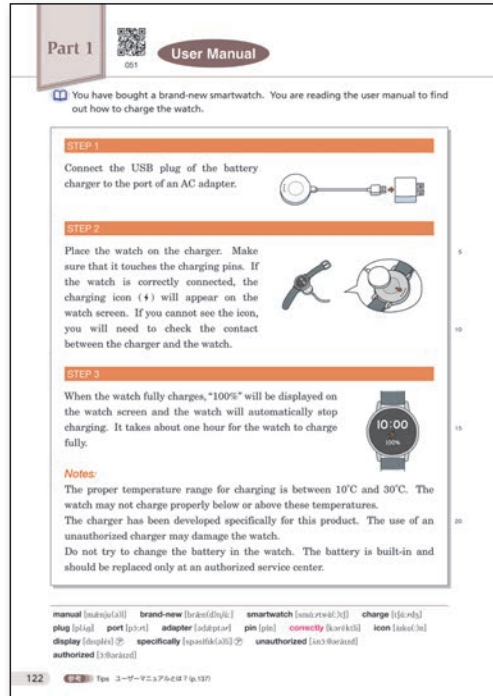 Part 1
051
User Manual
You have bought a brand-new smartwatch. You are reading the user manual to find
out how to charge the watch.
STEP 1
Connect the USB plug of the battery
charger to the port of an AC adapter.
STEP 2
Place the watch on the charger. Make
sure that it touches the charging pins. If
the watch is correctly connected, the
charging icon (⚡) will appear on the
watch screen. If you cannot see the icon,
you will need to check the contact
between the charger and the watch.
5
10
STEP 3
When the watch fully charges, “100%” will be displayed on
the watch screen and the watch will automatically stop
charging. It takes about one hour for the watch to charge
fully.
10:00
100%
15
Notes:
The proper temperature range for charging is between 10˚C and 30˚C. The
watch may not charge properly below or above these temperatures.
The charger has been developed specifically for this product. The use of an
unauthorized charger may damage the watch.
Do not try to change the battery in the watch. The battery is built-in and
should be replaced only at an authorized service center.
20
manual brand-new smartwatch charge
plug port adapter pin correctly icon
display specifically unauthorized
authorized
122 参考 Tips ユーザーマニュアルとは? (p.137)